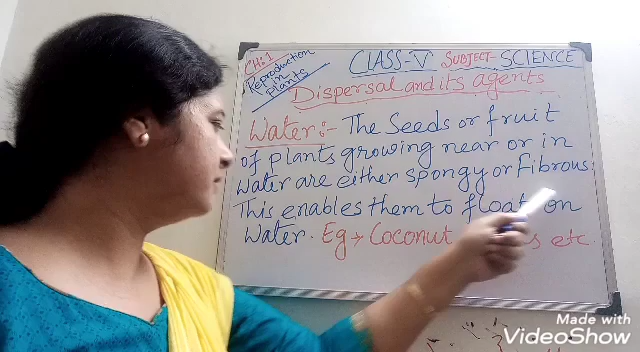 CH:1
Reproduction
in
Plants
CLASS-V SUBJECT SCIENCE
Dispersal and its agents
Water:- The Seeds or fruit
of plants growing near or in
water are either spongy or Fibrous.
This enables them to float on
Water. Eg → Coconut etc.
Made with
VideoShow